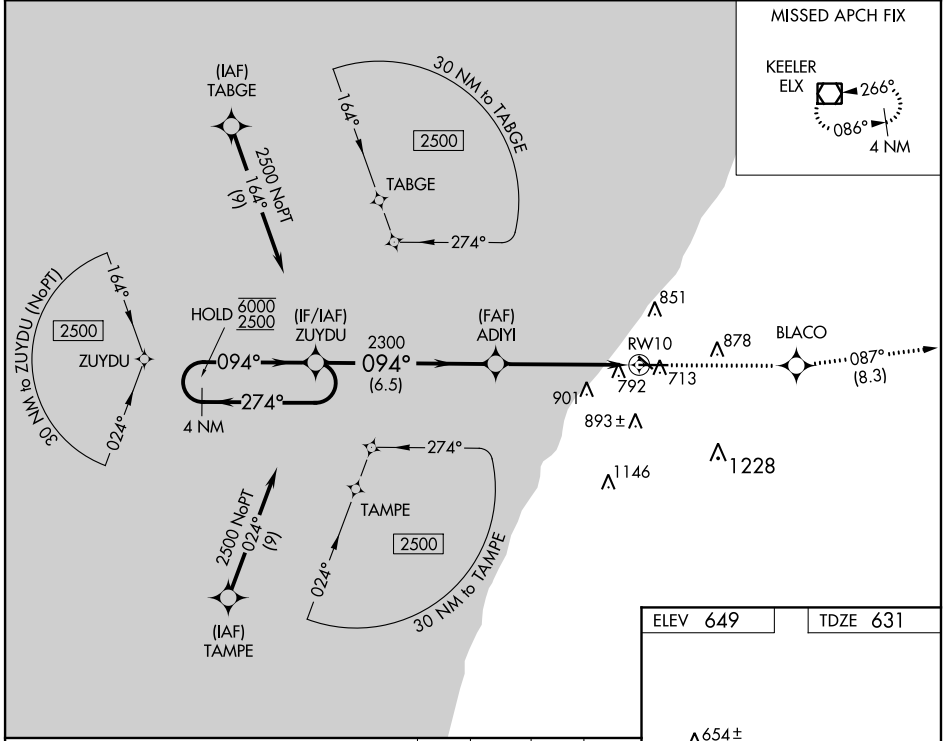 MISSED APCH FIX
KEELER
ELX
266°
086°
4 NM
(IAF)
TABGE
2500 NoPT
164°
(9)
30 NM to TABGE
164°
2500
TABGE
274°
30 NM to ZUYDU (NoPT)
164°
2500
ZUYDU
024°
HOLD
6000
2500
094°
274°
4 NM
(IF/IAF)
ZUYDU
2300
094°
(6.5)
(FAF)
ADIYI
851
RW10
878
BLACO
087°
(8.3)
792
713
901
893±
1146
1228
274°
TAMPE
2500
024°
30 NM to TAMPE
2500 NoPT
024°
(9)
(IAF)
TAMPE
ELEV 649
TDZE 631
654±